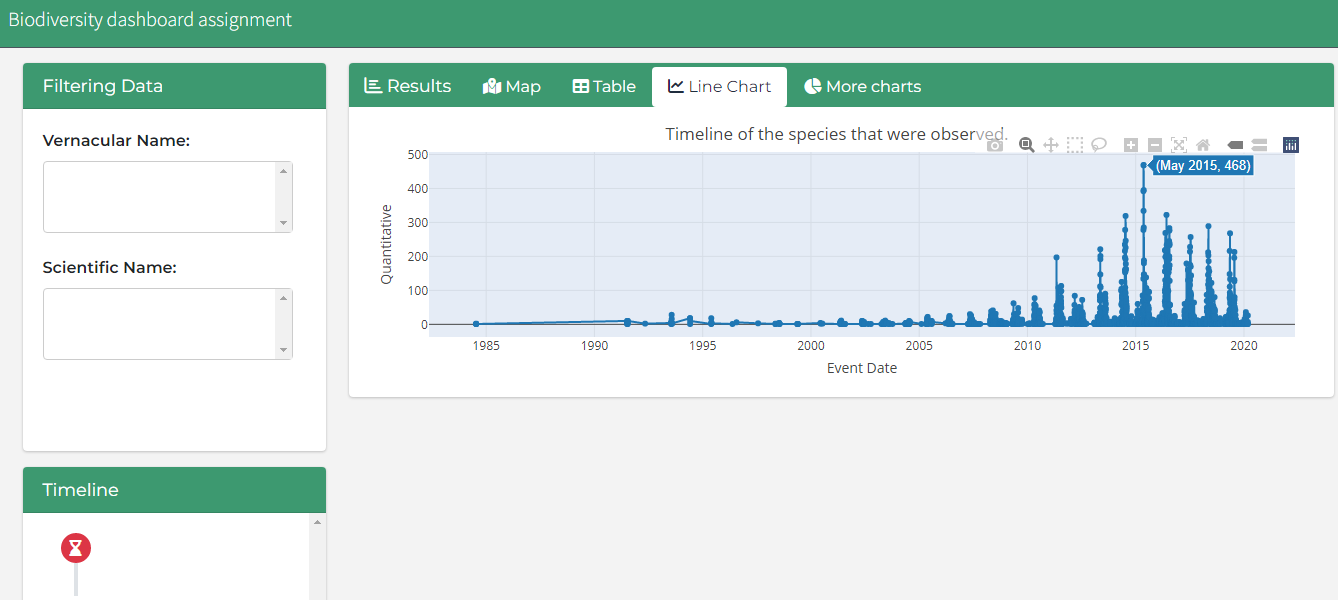 Biodiversity dashboard assignment
Filtering Data
Vernacular Name:
Scientific Name:
Timeline
Results Map Table Line Chart More charts
Timeline of the species that were observed.
(May 2015, 468)
500
400
300
200
100
0
Quantitative
1985 1990 1995 2000 2005 2010 2015 2020
Event Date